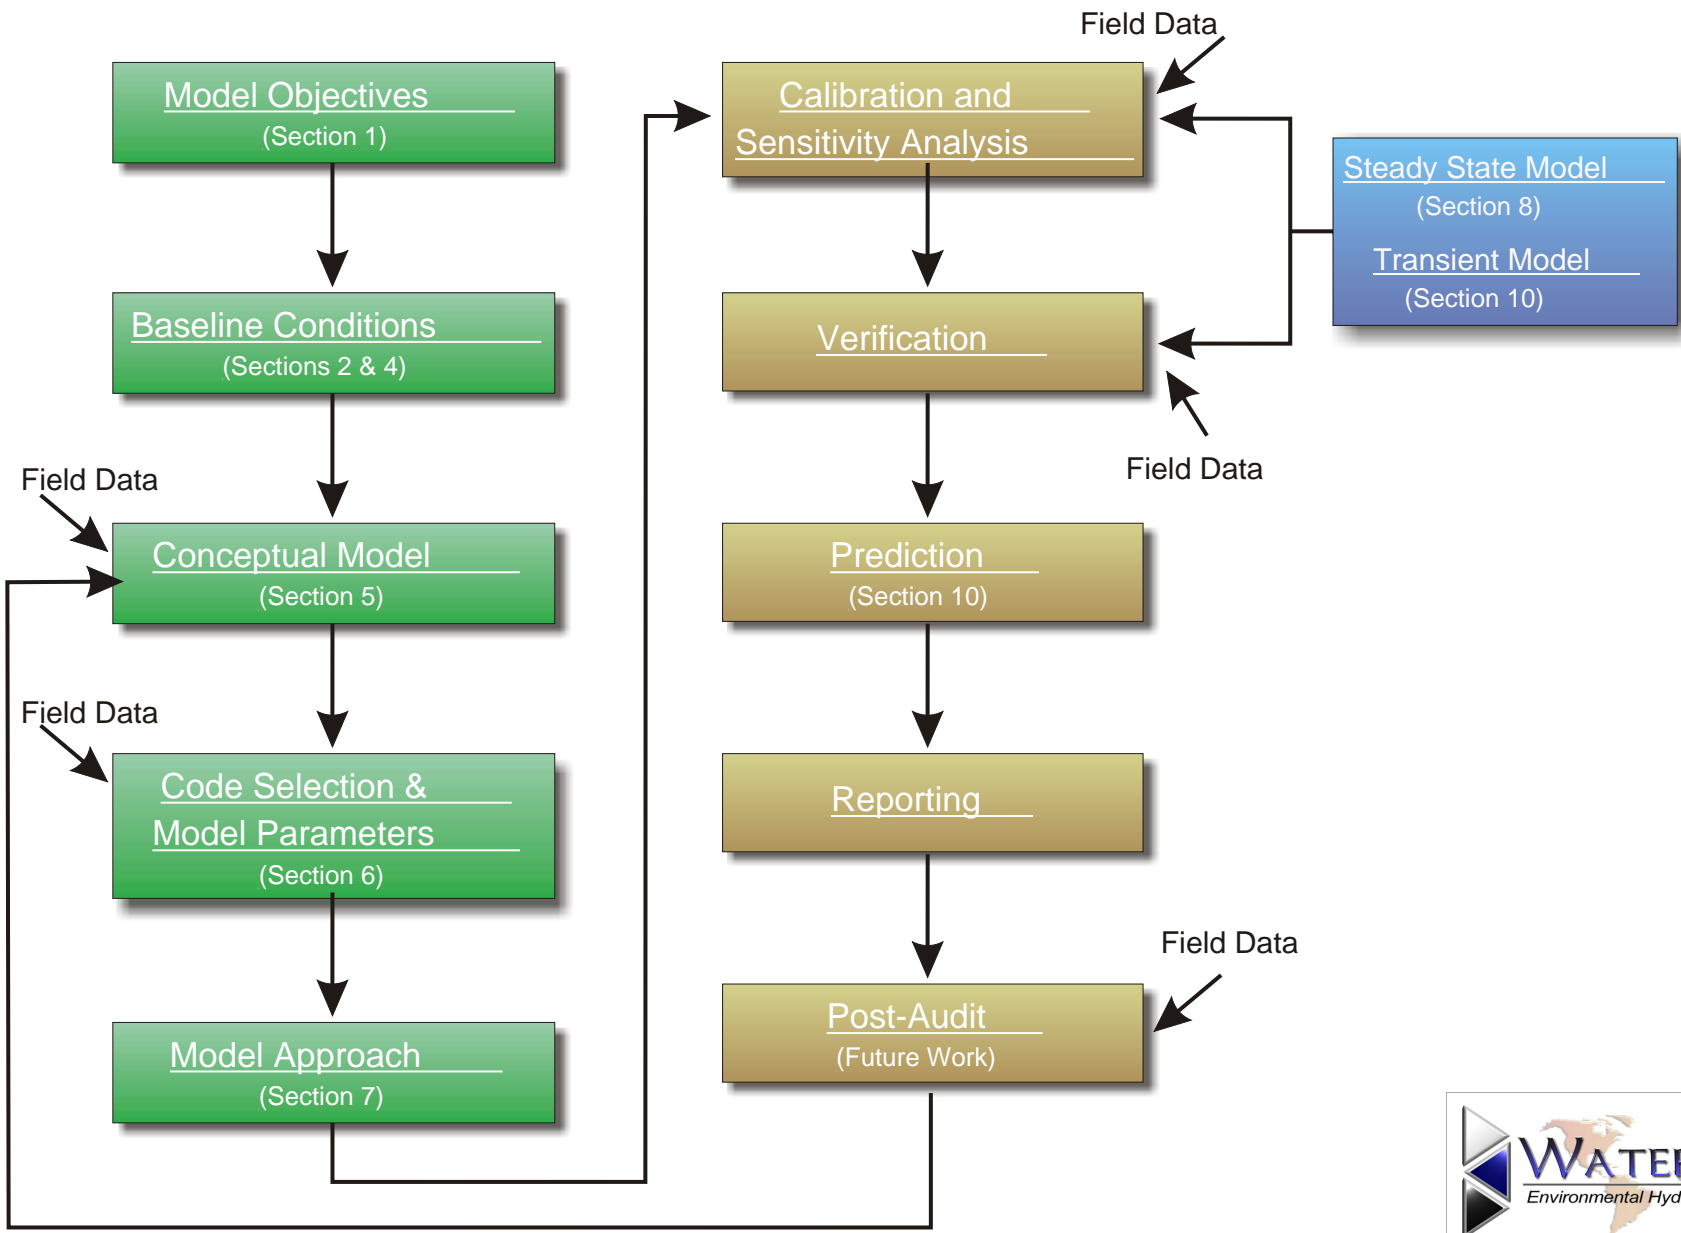 Model Objectives
(Section 1)
Baseline Conditions
(Sections 2 & 4)
Field Data
Conceptual Model
(Section 5)
Field Data
Code Selection &
Model Parameters
(Section 6)
Model Approach
(Section 7)
Field Data
Calibration and
Sensitivity Analysis
Steady State Model
(Section 8)
Transient Model
(Section 10)
Verification
Field Data
Prediction
(Section 10)
Reporting
Field Data
Post-Audit
(Future Work)
Environmental